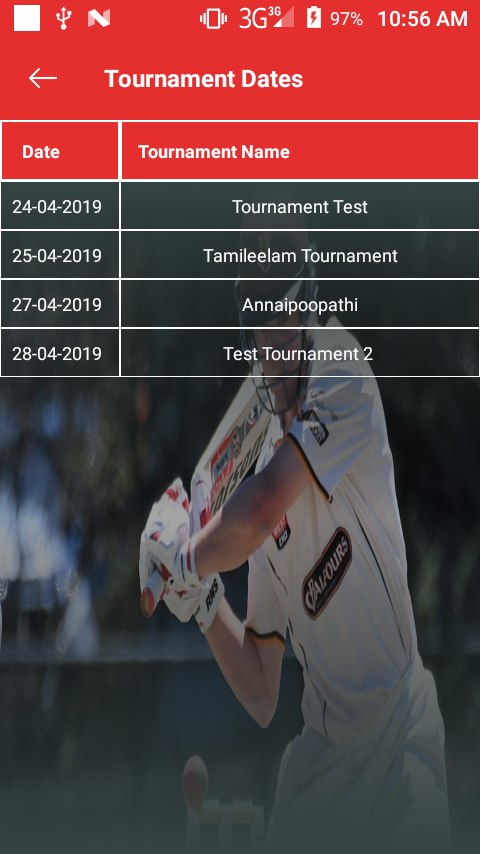 3G 3G 97% 10:56 AM
Tournament Dates
Date Tournament Name
24-04-2019 Tournament Test
25-04-2019 Tamileelam Tournament
27-04-2019 Annaipoopathi
28-04-2019 Test Tournament 2
BALFOURS